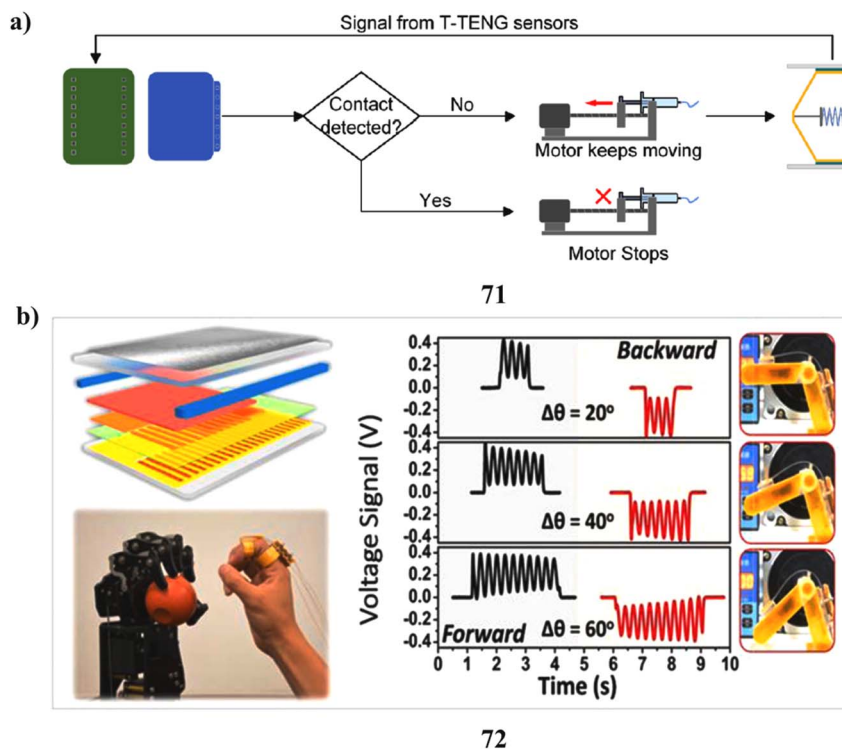 a)
Signal from T-TENG sensors
Contact
detected?
No
Motor keeps moving
Yes
Motor Stops
71
b)
Voltage Signal (V)
0.4
0.2
0.0
-0.2
-0.4
Backward
Δθ = 20°
0.4
0.2
0.0
-0.2
-0.4
Δθ = 40°
0.4
0.2
0.0
-0.2
-0.4
Forward
Δθ = 60°
0 1 2 3 4 5 6 7 8 9 10
Time (s)
72